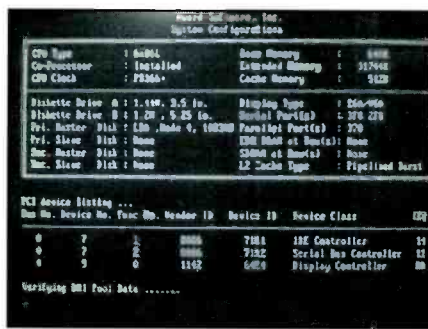 Award Software, Inc.
System Configurations
CPU Type : 6x86L Base Memory : 640K
Co-Processor : Installed Extended Memory : 31744K
CPU Clock : PR166+ Cache Memory : 512K
Diskette Drive A : 1.44M, 3.5 in. Display Type : EGA/VGA
Diskette Drive B : 1.2M , 5.25 in. Serial Port(s) : 3F8 2F8
Pri. Master Disk : LBA ,Mode 4, Parallel Port(s) : 378
Pri. Slave Disk : None EDO DRAM at Row(s) : None
Sec. Master Disk : None SDRAM at Row(s) : None
Sec. Slave Disk : None L2 Cache Type : Pipelined Burst
PCI device listing ...
Bus No. Device No. Func No. Vendor ID Device ID Device Class IRQ
0 7 1 IDE Controller 14
0 7 2 Serial Bus Controller 11
0 9 0 1142 Display Controller
Verifying DMI Pool Data ........